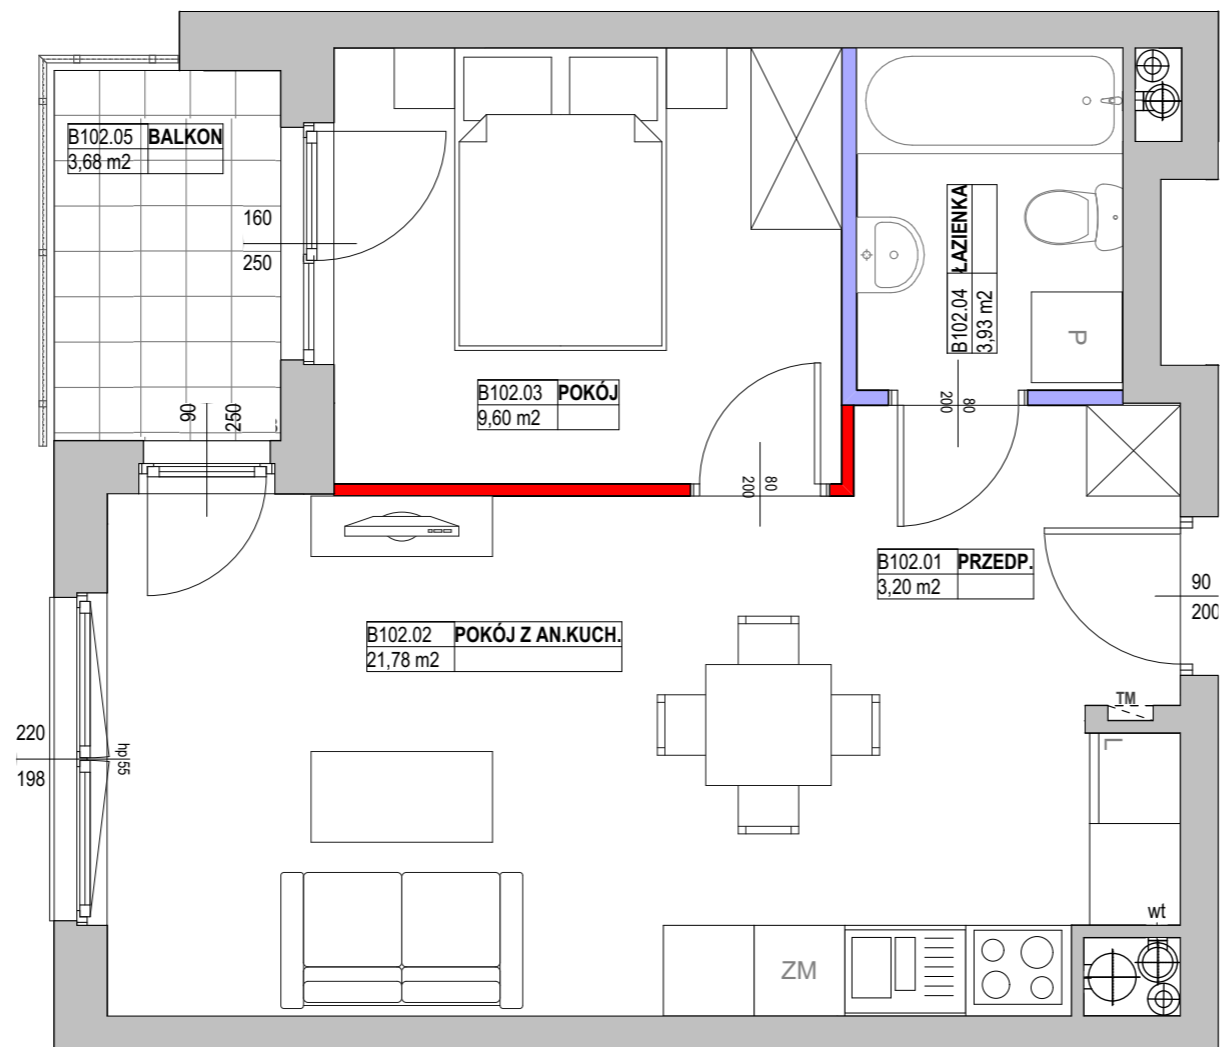 B102.05 BALKON
3,68 m2
160
250
90
250
B102.03 POKÓJ
9,60 m2
B102.04 ŁAZIENKA
3,93 m2
P
80
200
80
200
B102.01 PRZEDP.
3,20 m2
90
200
B102.02 POKÓJ Z AN.KUCH.
21,78 m2
TM
L
220
198
hp55
wt
ZM